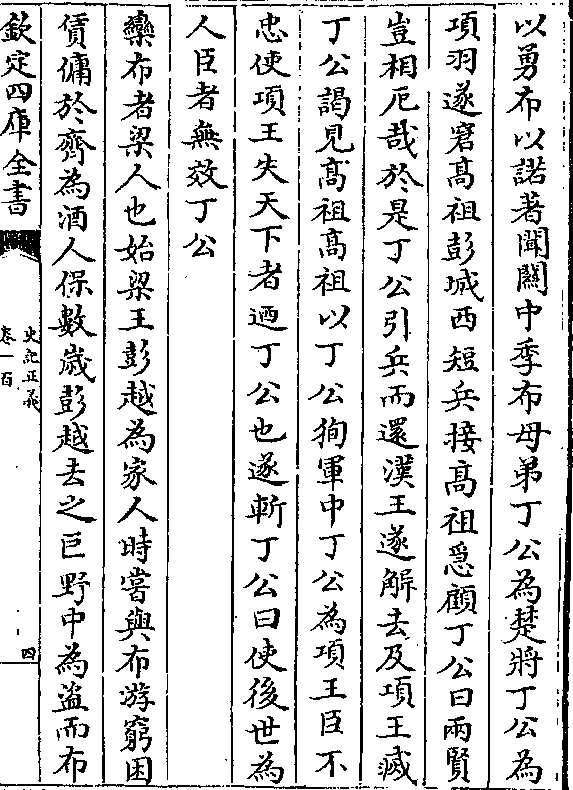 以勇布以諾著聞關中季布母弟丁公為楚將丁公為
項羽遂窘髙祖彭城西短兵接髙祖急顧丁公曰兩賢
豈相厄哉於是丁公引兵而還漢王遂解去及項王滅
丁公謁見髙祖髙祖以丁公狥軍中丁公為項王臣不
忠使項王失天下者迺丁公也遂斬丁公曰使後世為
人臣者無效丁公
欒布者梁人也始梁王彭越為家人時嘗與布游窮困
賃傭於齊為酒人保數歲彭越去之巨野中為盗而布
欽定四庫全書
史記正義
卷一百
四